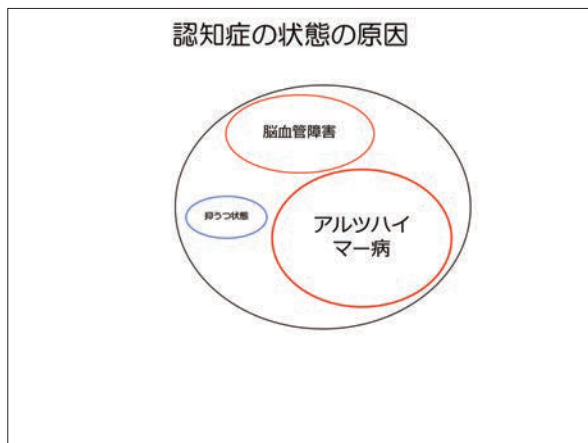 認知症の状態の原因
脳血管障害
抑うつ状態
アルツハイ
マー病